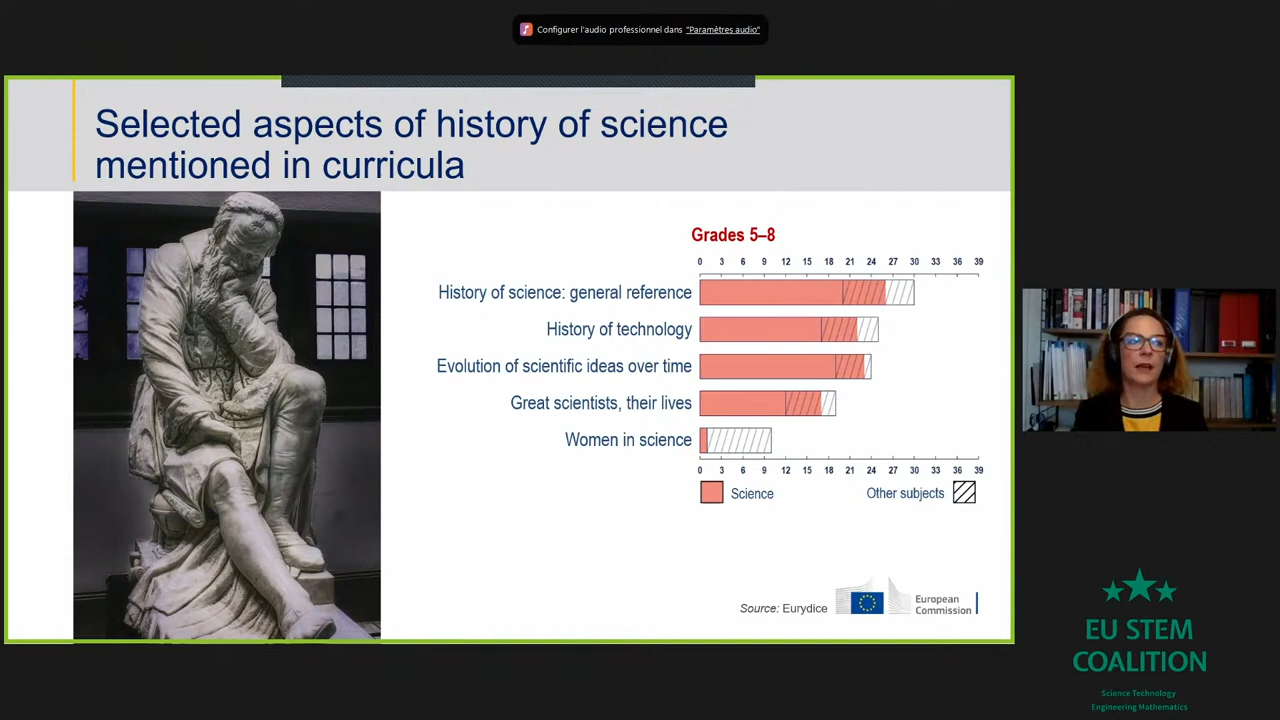 Configurer l'audio professionnel dans "Paramètres audio"
Selected aspects of history of science
mentioned in curricula
Grades 5–8
0 3 6 9 12 15 18 21 24 27 30 33 36 39
History of science: general reference
History of technology
Evolution of scientific ideas over time
Great scientists, their lives
Women in science
0 3 6 9 12 15 18 21 24 27 30 33 36 39
Science
Other subjects
Source: Eurydice
European
Commission
EU STEM
COALITION
Science Technology
Engineering Mathematics